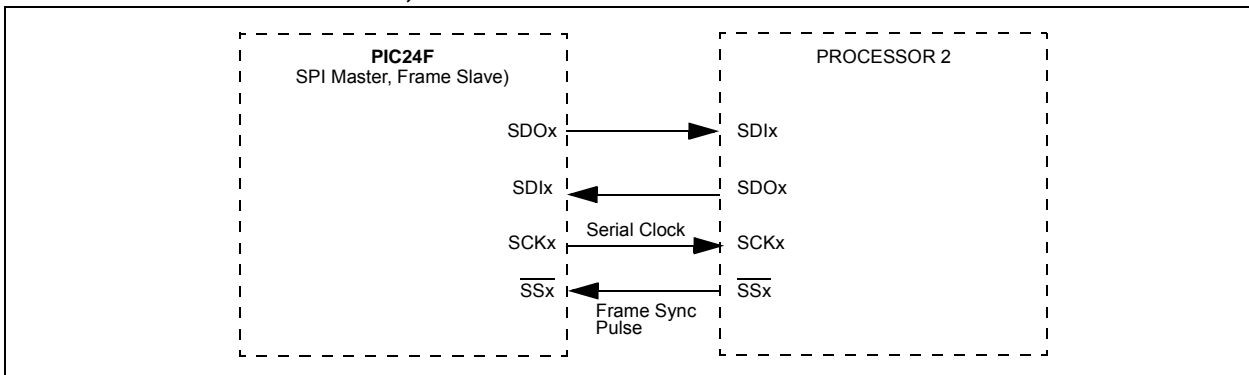 PIC24F
SPI Master, Frame Slave)
PROCESSOR 2
SDOx
SDIx
SDIx
SDOx
SCKx
Serial Clock
SCKx
SSx
Frame Sync
Pulse
SSx